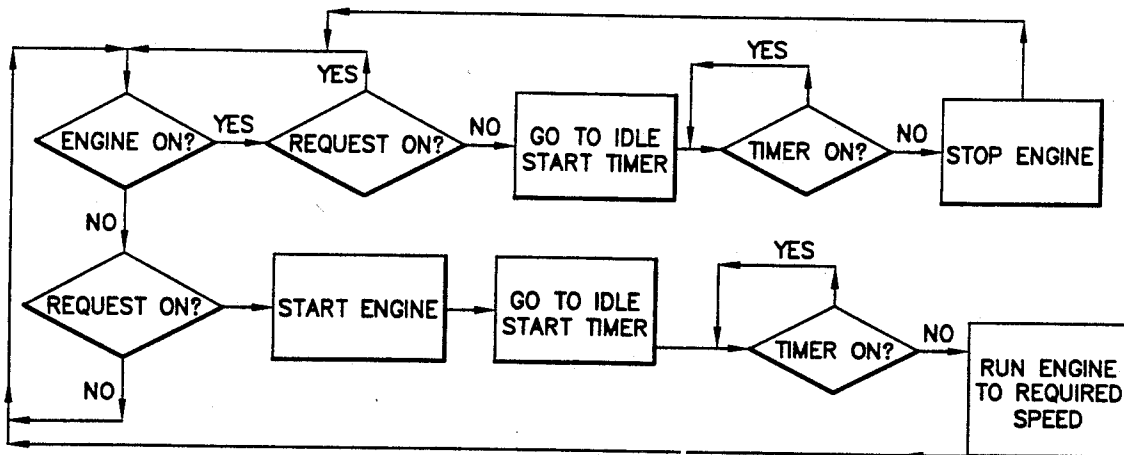 YES
YES
ENGINE ON?
YES
REQUEST ON?
NO
GO TO IDLE
START TIMER
TIMER ON?
NO
STOP ENGINE
NO
YES
REQUEST ON?
START ENGINE
GO TO IDLE
START TIMER
TIMER ON?
NO
RUN ENGINE
TO REQUIRED
SPEED
NO